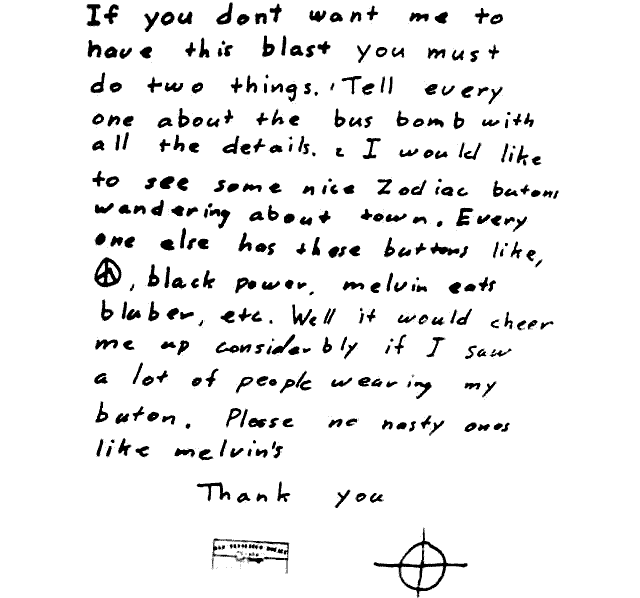 If you dont want me to
have this blast you must
do two things. 1 Tell every
one about the bus bomb with
all the details. 2 I would like
to see some nice Zodiac butons
wandering about town. Every
one else has these buttons like,
☮, black power, melvin eats
bluber, etc. Well it would cheer
me up considerbly if I saw
a lot of people wearing my
buton. Please no nasty ones
like melvin's
Thank you